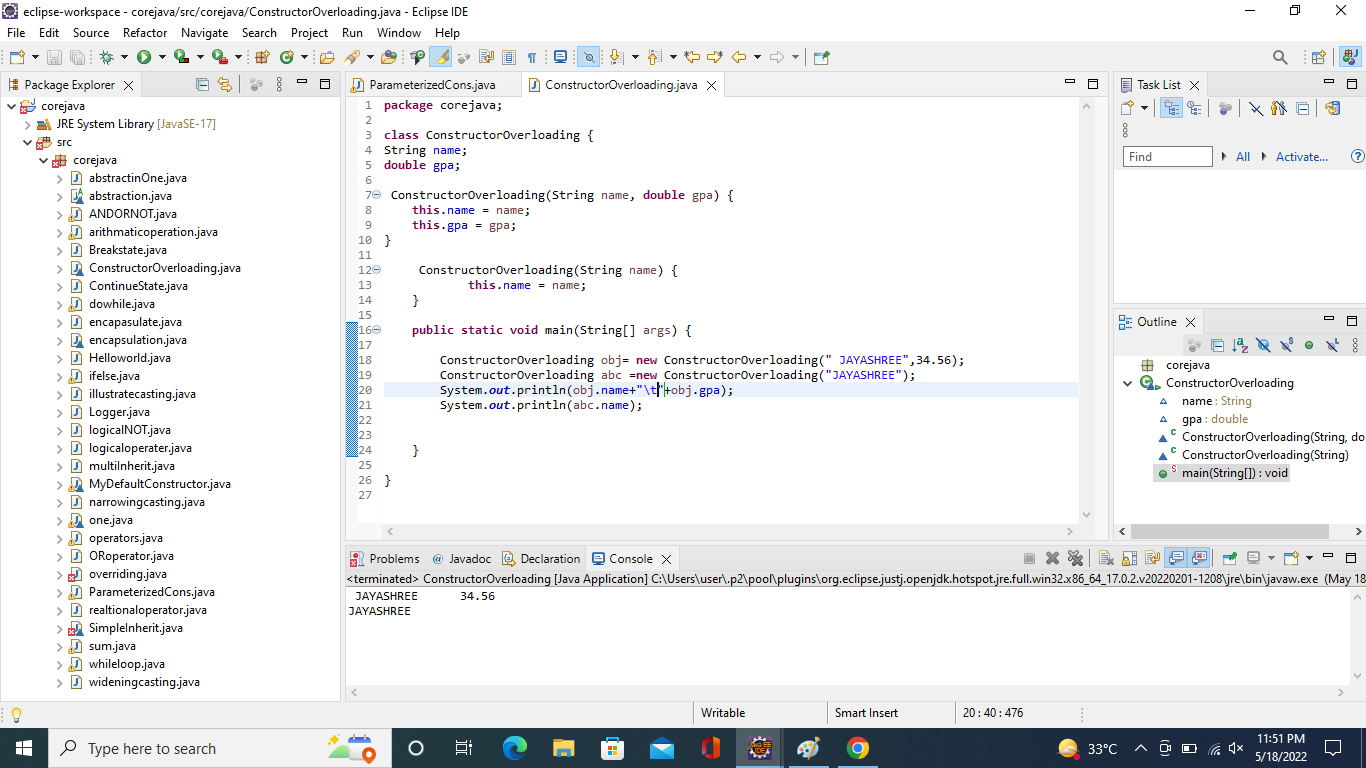 eclipse-workspace - corejava/src/corejava/ConstructorOverloading.java - Eclipse IDE
File Edit Source Refactor Navigate Search Project Run Window Help
Package Explorer
corejava
JRE System Library [JavaSE-17]
src
corejava
abstractinOne.java
abstraction.java
ANDORNOT.java
arithmaticoperation.java
Breakstate.java
ConstructorOverloading.java
ContinueState.java
dowhile.java
encapasulate.java
encapsulation.java
Helloworld.java
ifelse.java
illustratecasting.java
Logger.java
logicalNOT.java
logicaloperater.java
multiInherit.java
MyDefaultConstructor.java
narrowingcasting.java
one.java
operators.java
ORoperator.java
overriding.java
ParameterizedCons.java
realtionaloperator.java
SimpleInherit.java
sum.java
whileloop.java
wideningcasting.java
ParameterizedCons.java ConstructorOverloading.java
1 package corejava;
2
3 class ConstructorOverloading {
4 String name;
5 double gpa;
6
7 ConstructorOverloading(String name, double gpa) {
8 this.name = name;
9 this.gpa = gpa;
10 }
11
12 ConstructorOverloading(String name) {
13 this.name = name;
14 }
15
16 public static void main(String[] args) {
17
18 ConstructorOverloading obj= new ConstructorOverloading(" JAYASHREE",34.56);
19 ConstructorOverloading abc =new ConstructorOverloading("JAYASHREE");
20 System.out.println(obj.name+"\t"+obj.gpa);
21 System.out.println(abc.name);
22
23
24 }
25
26 }
27
Task List
Find All Activate...
Outline
corejava
ConstructorOverloading
name : String
gpa : double
ConstructorOverloading(String, do
ConstructorOverloading(String)
main(String[]) : void
Problems @ Javadoc Declaration Console
<terminated> ConstructorOverloading [Java Application] C:\Users\user\.p2\pool\plugins\org.eclipse.justj.openjdk.hotspot.jre.full.win32.x86_64_17.0.2.v20220201-1208\jre\bin\javaw.exe (May 18
JAYASHREE 34.56
JAYASHREE
Writable Smart Insert 20 : 40 : 476
Type here to search
33°C
11:51 PM
5/18/2022